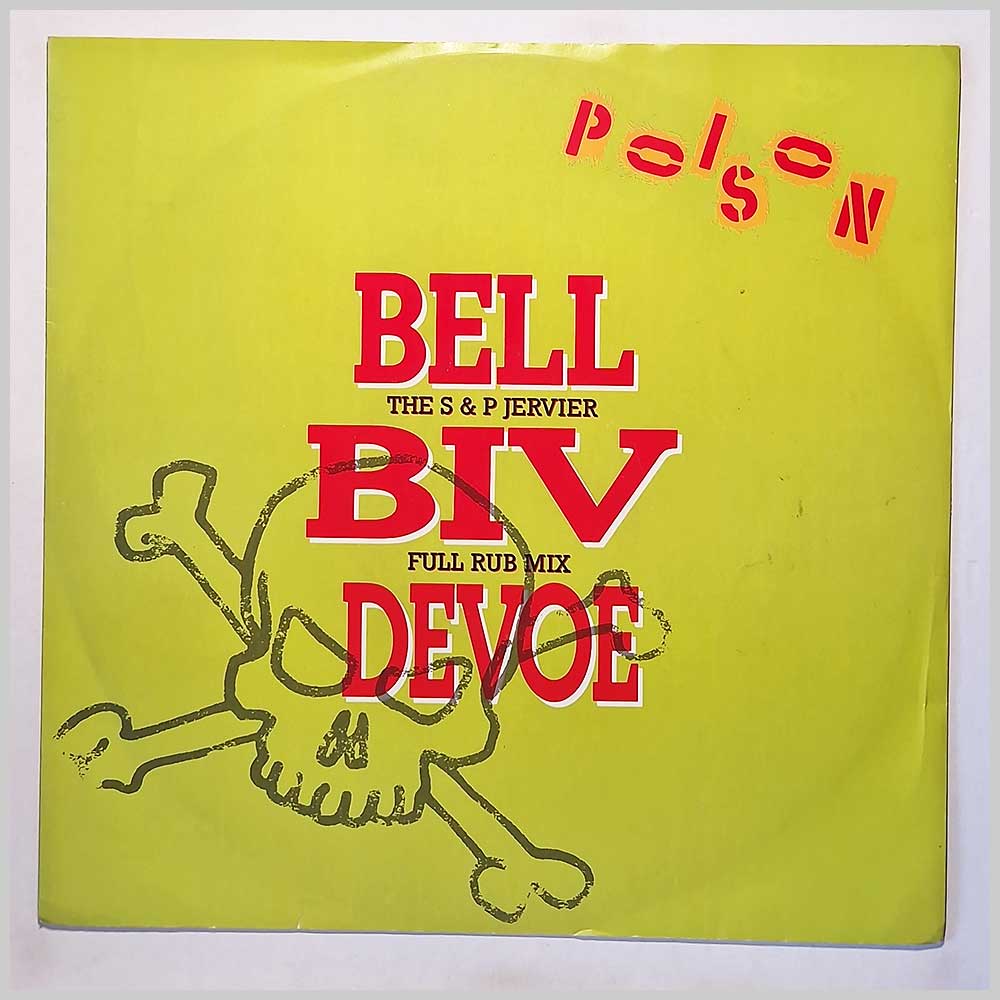 POISON
BELL
THE S & P JERVIER
BIV
FULL RUB MIX
DEVOE